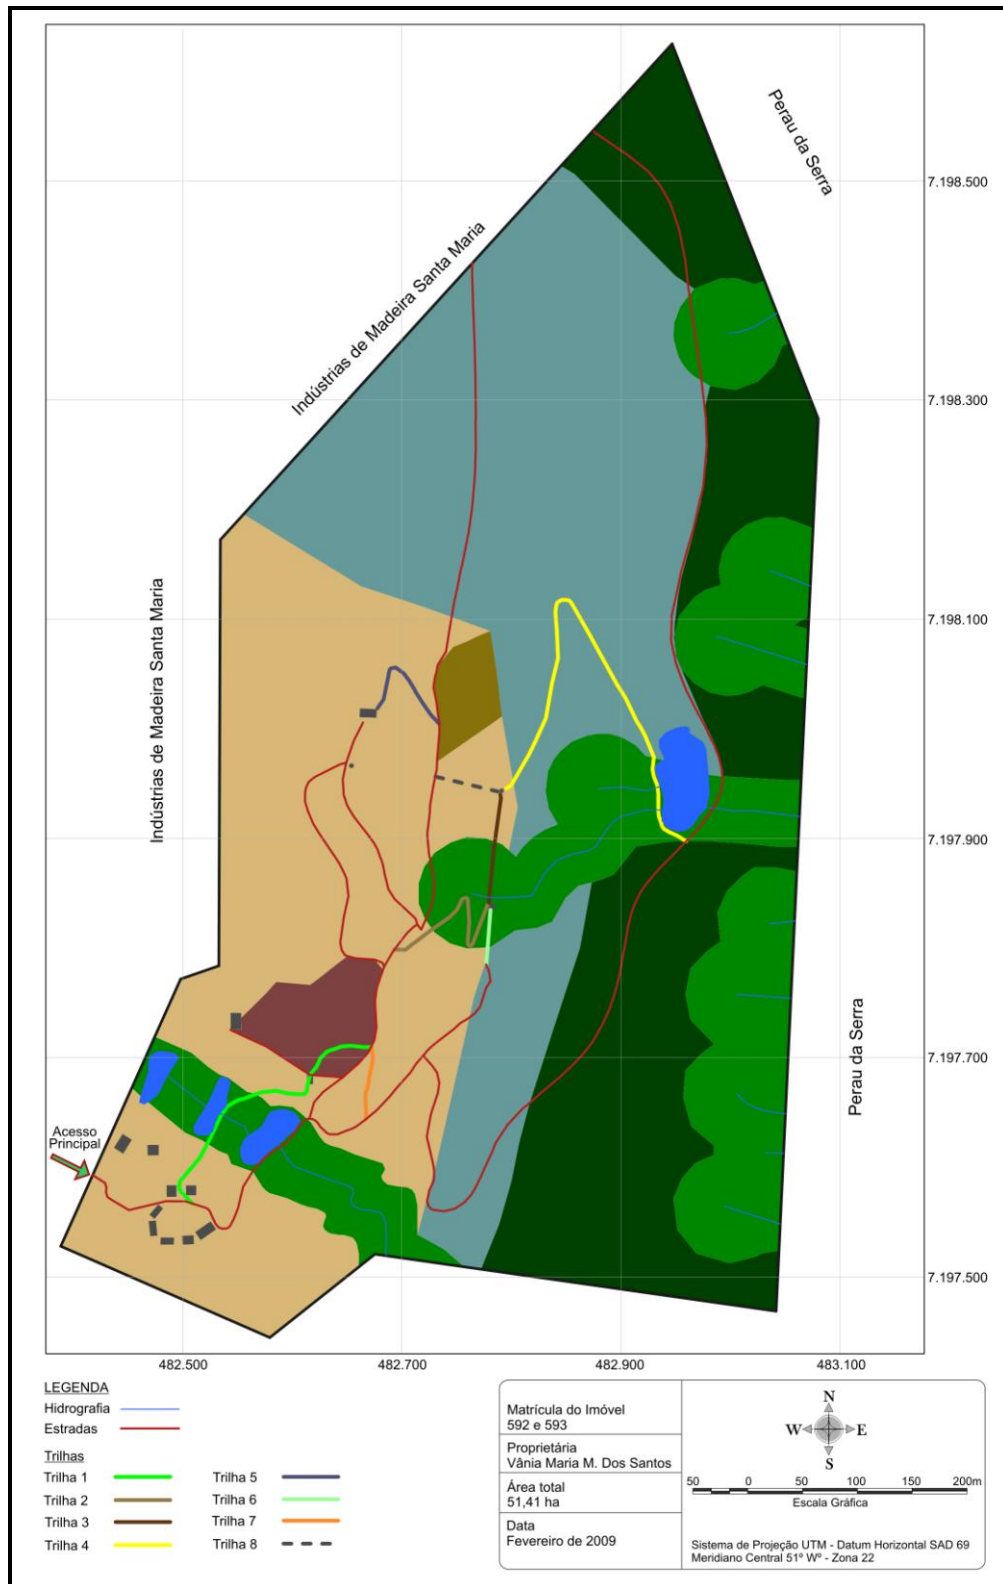 Perau da Serra
7.198.500
Indústrias de Madeira Santa Maria
7.198.300
Indústrias de Madeira Santa Maria
7.198.100
7.197.900
Perau da Serra
7.197.700
Acesso
Principal
7.197.500
482.500
482.700
482.900
483.100
LEGENDA
Hidrografia
Estradas
Trilhas
Trilha 1
Trilha 2
Trilha 3
Trilha 4
Trilha 5
Trilha 6
Trilha 7
Trilha 8
Matrícula do Imóvel
592 e 593
Proprietária
Vânia Maria M. Dos Santos
Área total
51,41 ha
Data
Fevereiro de 2009
N
W E
S
50 0 50 100 150 200m
Escala Gráfica
Sistema de Projeção UTM - Datum Horizontal SAD 69
Meridiano Central 51º Wº - Zona 22